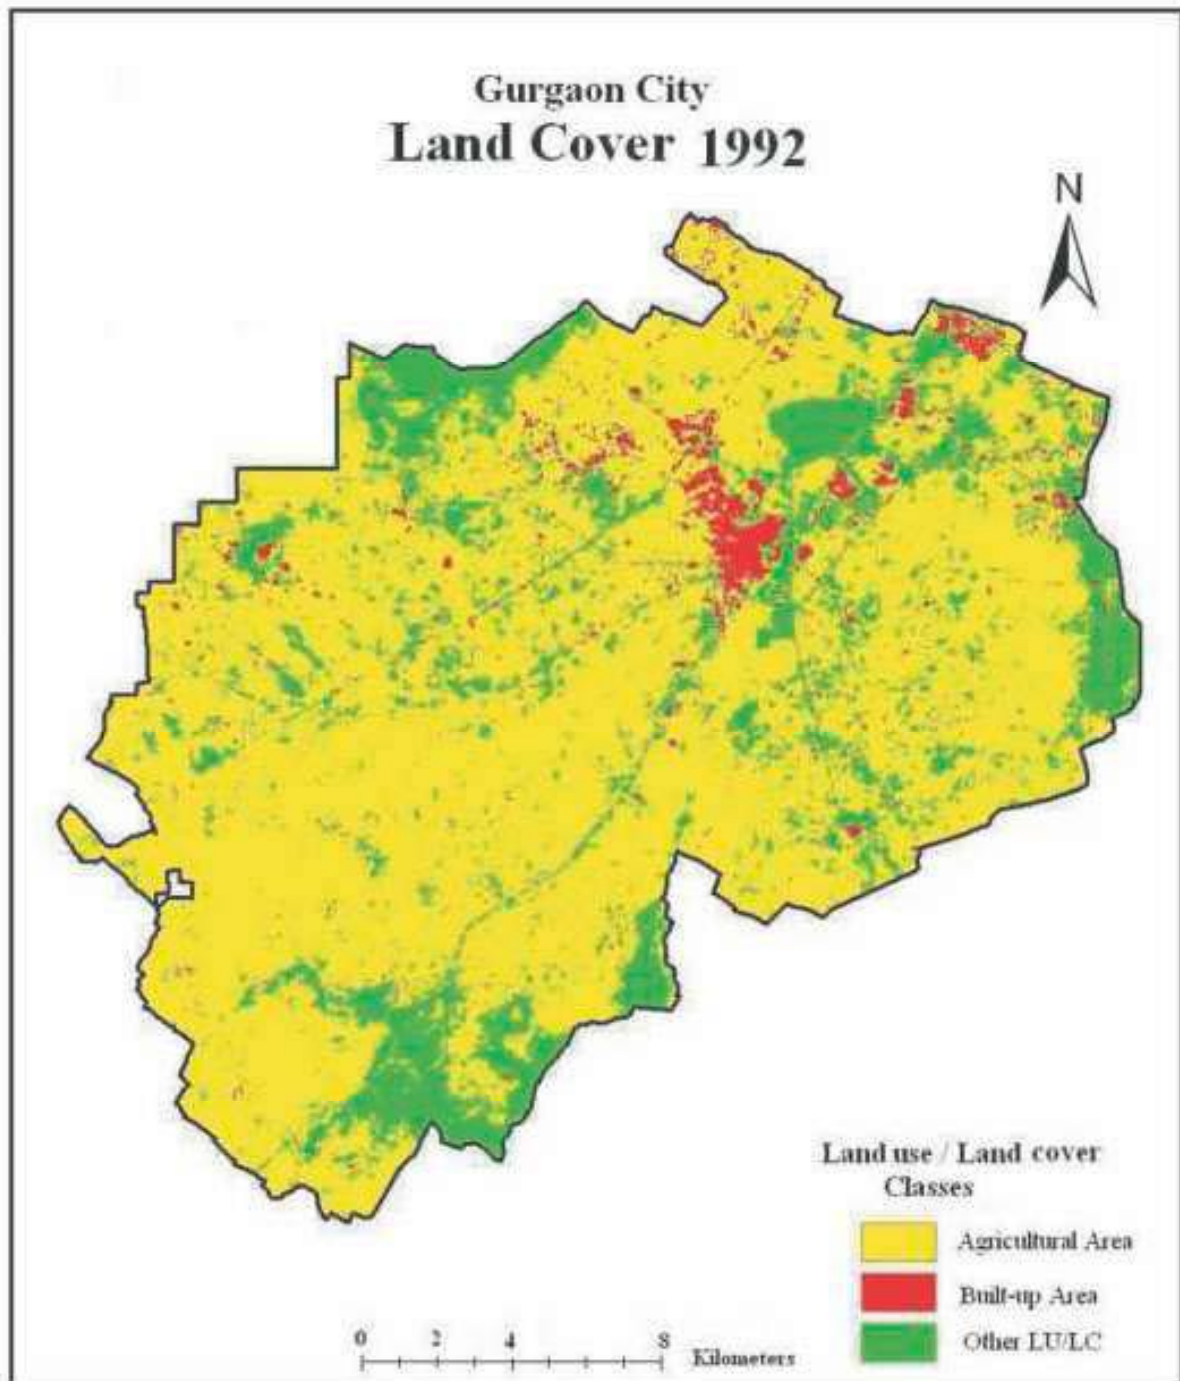 Gurgaon City
Land Cover 1992
N
Land use / Land cover
Classes
Agricultural Area
Built-up Area
Other LU/LC
0 2 4 8
Kilometers